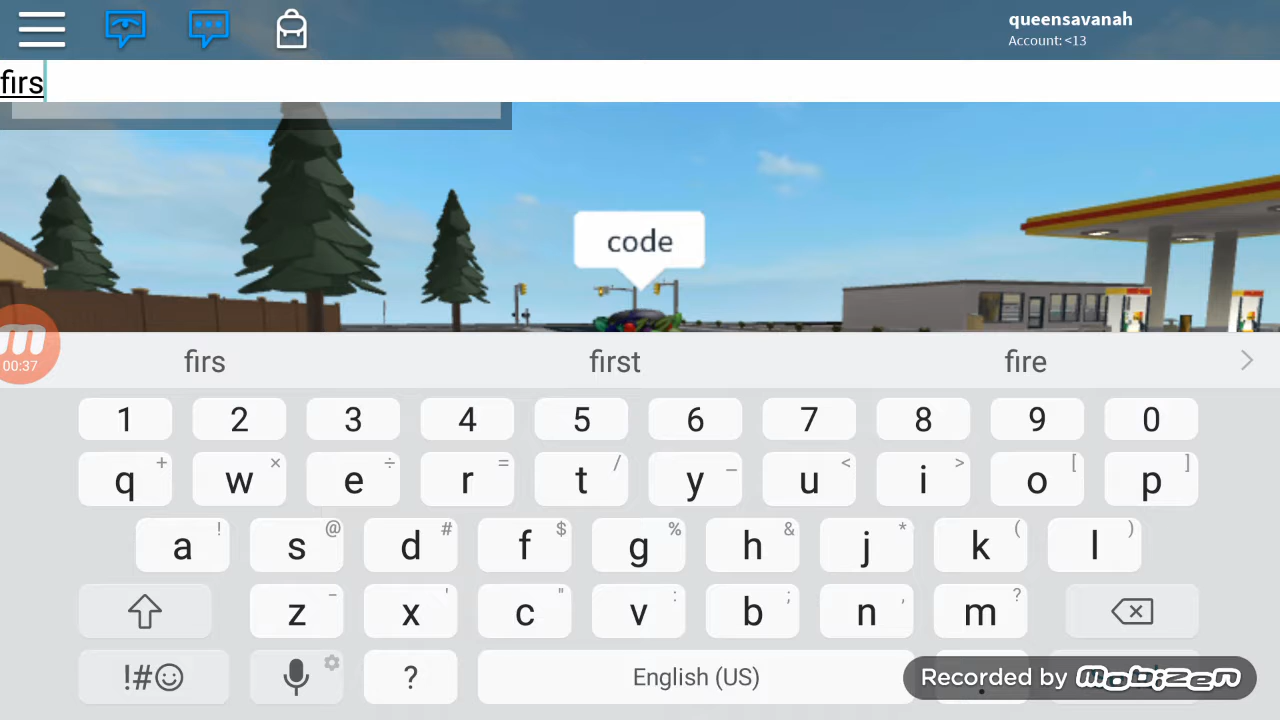 queensavanah
Account: <13
firs
code
00:37
firs first fire
1 2 3 4 5 6 7 8 9 0
q + w × e ÷ r = t / y _ u < i > o [ p ]
a ! s @ d # f $ g % h & j * k ( l )
z - x ' c " v : b ; n , m ?
!#☺ ? English (US) .
Recorded by mobizen